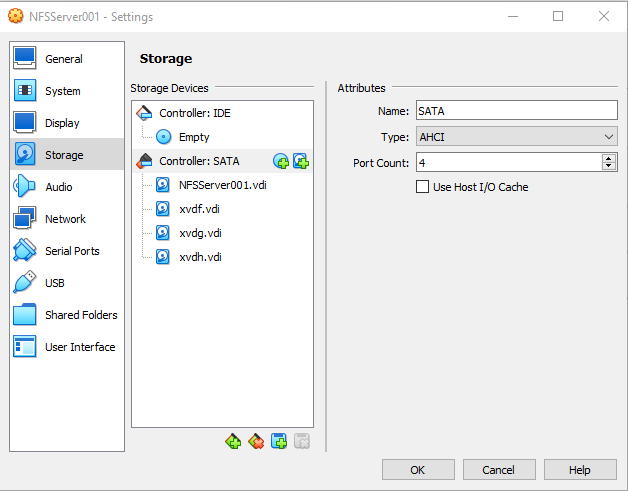 NFSServer001 - Settings
General
System
Display
Storage
Audio
Network
Serial Ports
USB
Shared Folders
User Interface
Storage
Storage Devices
Controller: IDE
Empty
Controller: SATA
NFSServer001.vdi
xvdf.vdi
xvdg.vdi
xvdh.vdi
Attributes
Name: SATA
Type: AHCI
Port Count: 4
Use Host I/O Cache
OK Cancel Help